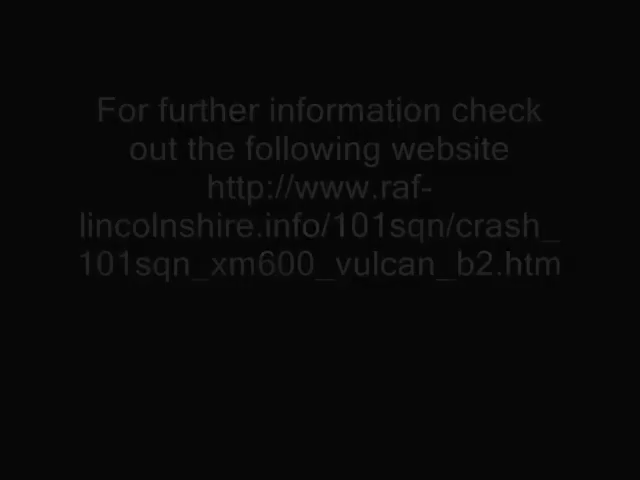 For further information check
out the following website
http://www.raf-
lincolnshire.info/101sqn/crash_
101sqn_xm600_vulcan_b2.htm